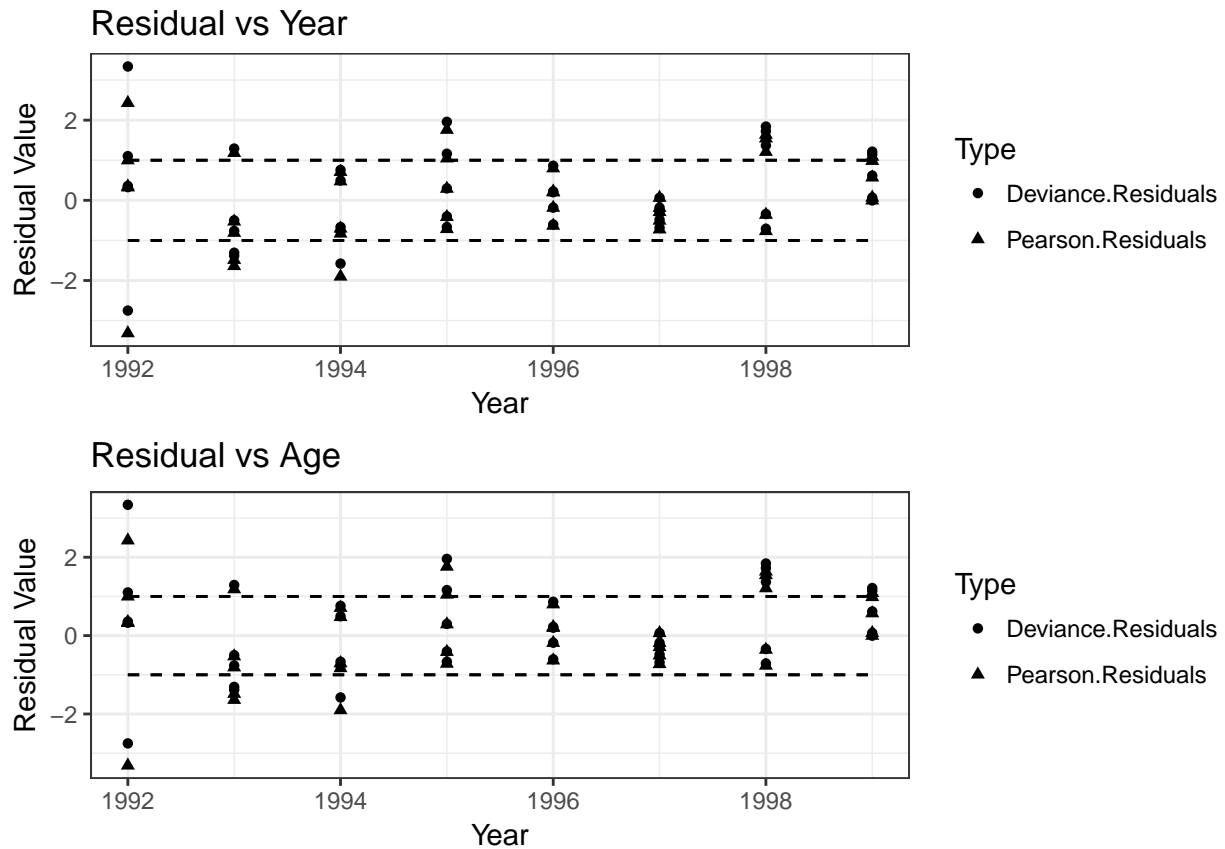 Residual vs Year
Residual Value
2
0
−2
1992
1994
1996
1998
Year
Type
Deviance.Residuals
Pearson.Residuals
Residual vs Age
Residual Value
2
0
−2
1992
1994
1996
1998
Year
Type
Deviance.Residuals
Pearson.Residuals